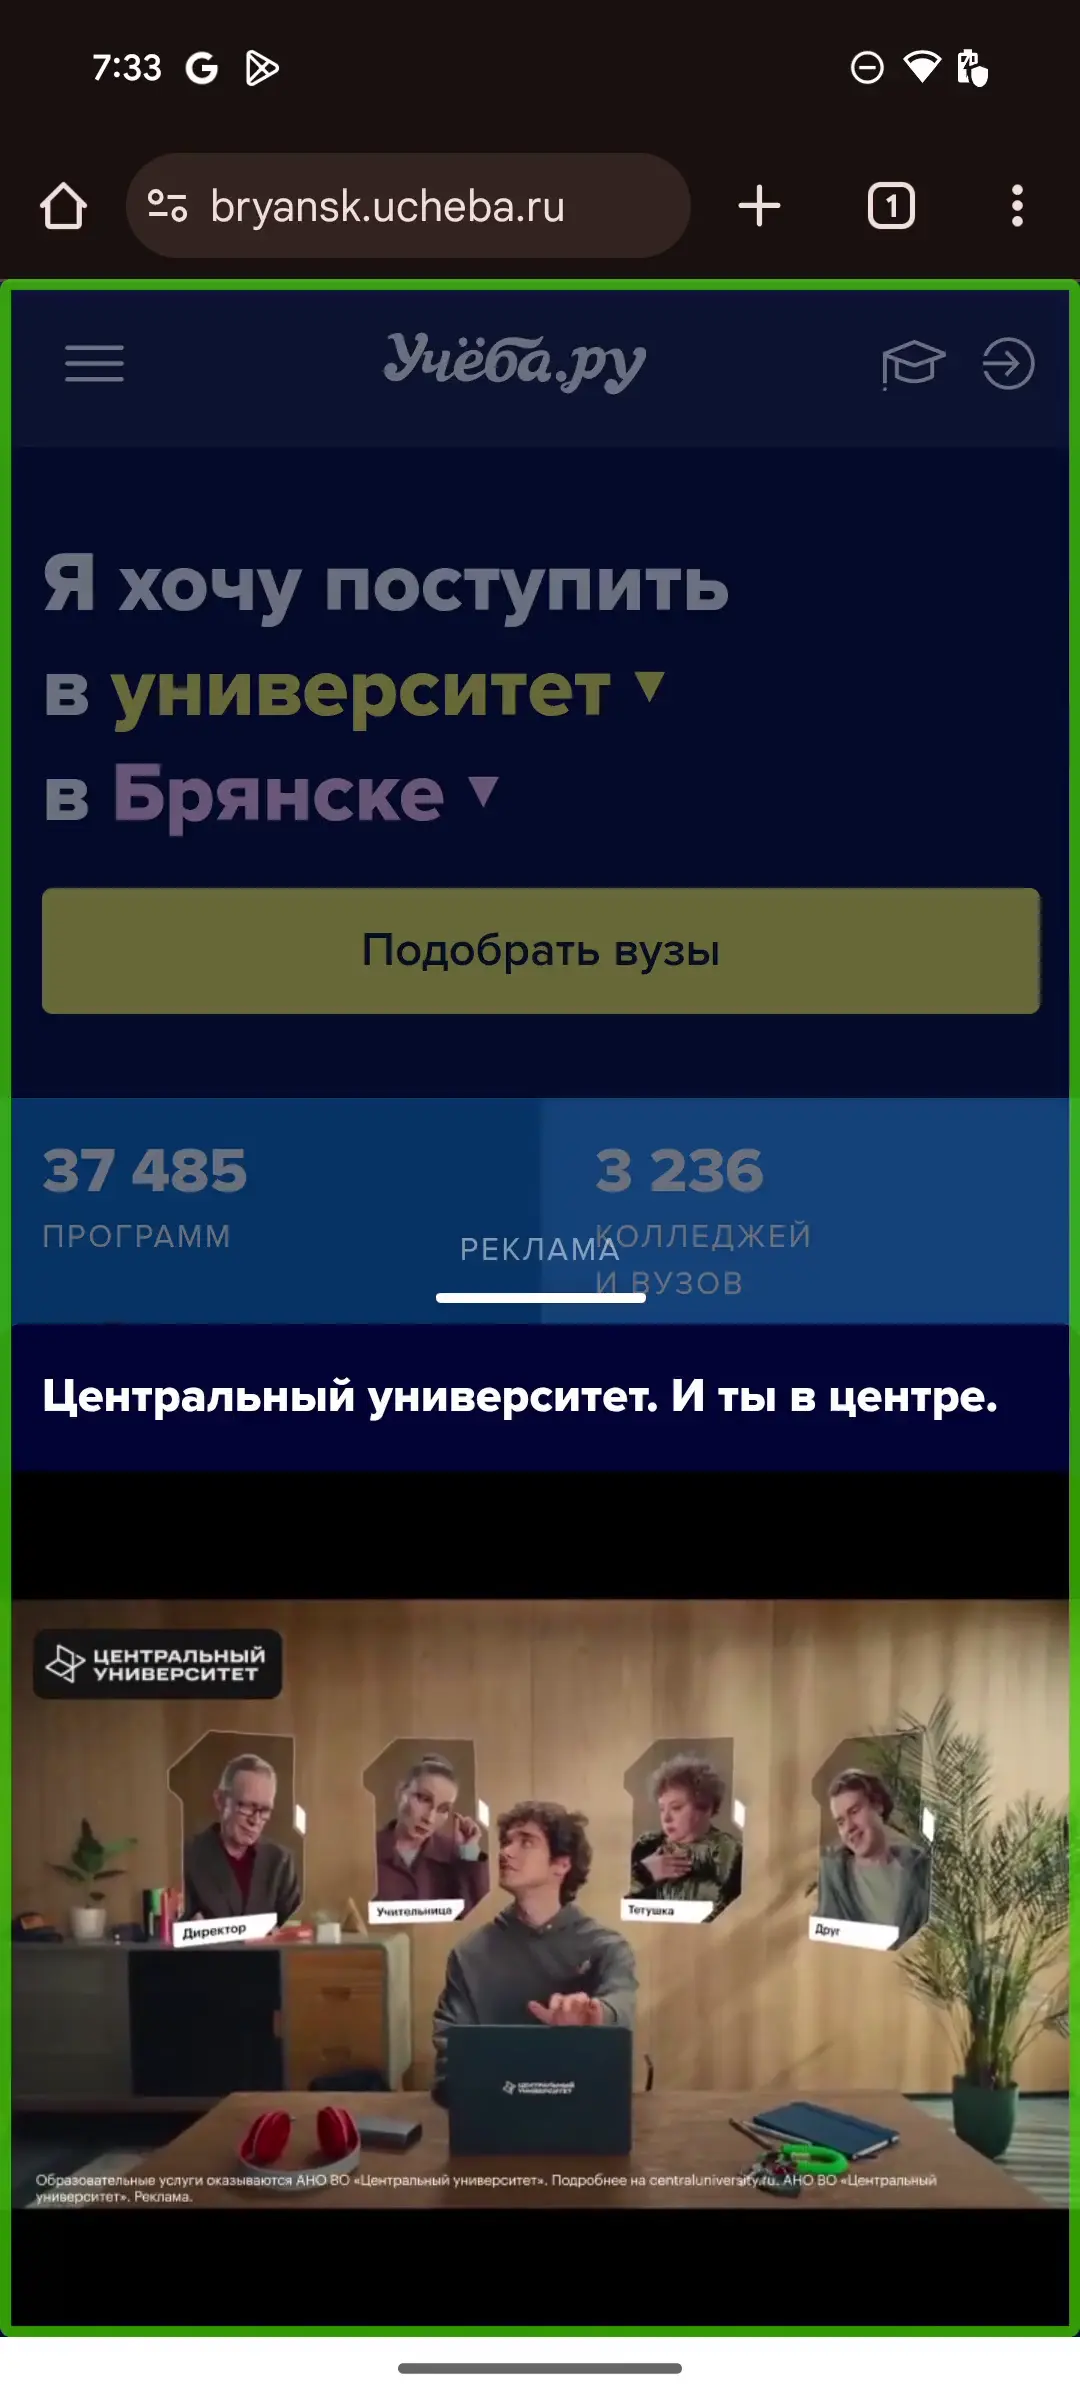 7:33
bryansk.ucheba.ru
1
Учёба.ру
Я хочу поступить
в университет
в Брянске
Подобрать вузы
37 485
ПРОГРАММ
3 236
КОЛЛЕДЖЕЙ
И ВУЗОВ
РЕКЛАМА
Центральный университет. И ты в центре.
ЦЕНТРАЛЬНЫЙ
УНИВЕРСИТЕТ
Директор
Учительница
Тетушка
Друг
ЦЕНТРАЛЬНЫЙ
УНИВЕРСИТЕТ
Образовательные услуги оказываются АНО ВО «Центральный университет». Подробнее на centraluniversity.ru. АНО ВО «Центральный
университет». Реклама.